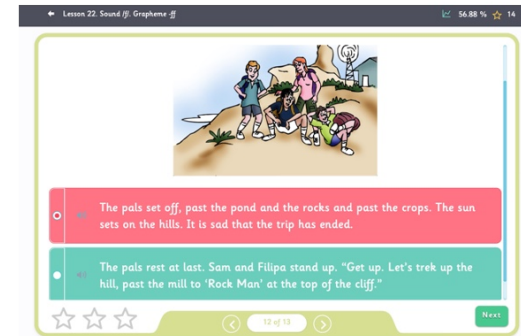 Lesson 22. Sound /f/. Grapheme -ff
56.88 % 14
The pals set off, past the pond and the rocks and past the crops. The sun
sets on the hills. It is sad that the trip has ended.
The pals rest at last. Sam and Filipa stand up. “Get up. Let’s trek up the
hill, past the mill to ‘Rock Man’ at the top of the cliff.”
12 of 13
Next